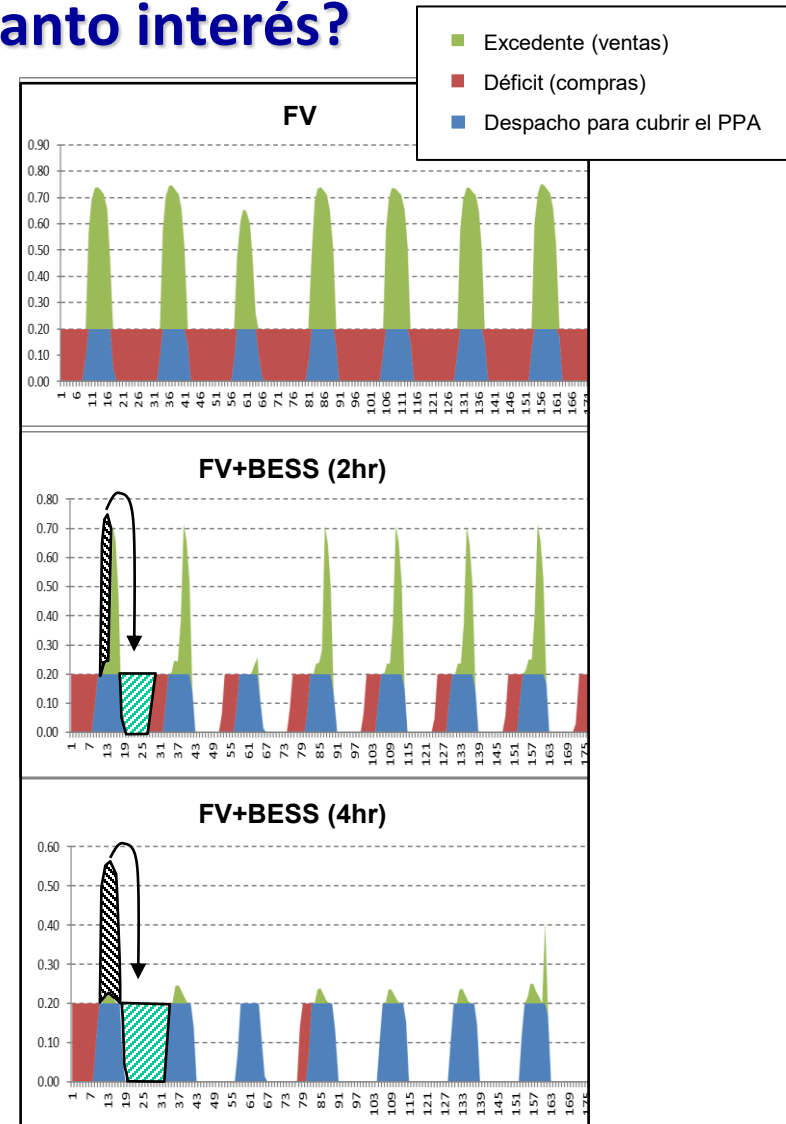 anto interés?
Excedente (ventas)
Déficit (compras)
Despacho para cubrir el PPA
FV
0.90
0.80
0.70
0.60
0.50
0.40
0.30
0.20
0.10
0.00
1 6 11 16 21 26 31 36 41 46 51 56 61 66 71 76 81 86 91 96 101 106 111 116 121 126 131 136 141 146 151 156 161 166 171
FV+BESS (2hr)
0.80
0.70
0.60
0.50
0.40
0.30
0.20
0.10
0.00
1 7 13 19 25 31 37 43 49 55 61 67 73 79 85 91 97 103 109 115 121 127 133 139 145 151 157 163 169 175
FV+BESS (4hr)
0.60
0.50
0.40
0.30
0.20
0.10
0.00
1 7 13 19 25 31 37 43 49 55 61 67 73 79 85 91 97 103 109 115 121 127 133 139 145 151 157 163 169